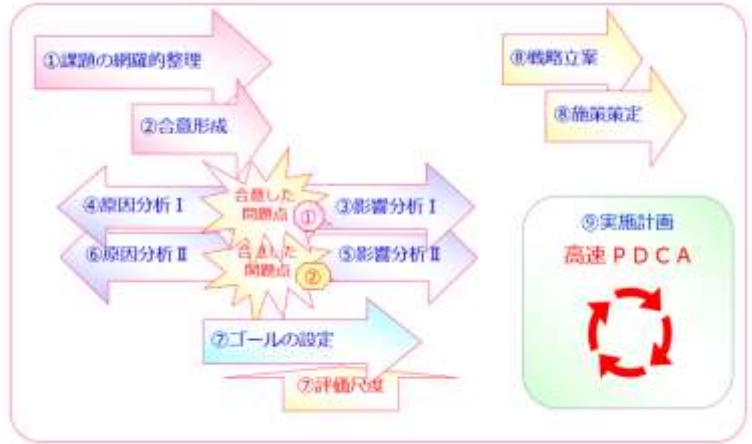 ①課題の網羅的整理
②合意形成
合意した
問題点
①
④原因分析Ⅰ
③影響分析Ⅰ
合意した
問題点
②
⑥原因分析Ⅱ
⑤影響分析Ⅱ
⑦ゴールの設定
⑦評価尺度
⑧戦略立案
⑧施策策定
⑨実施計画
高速PDCA